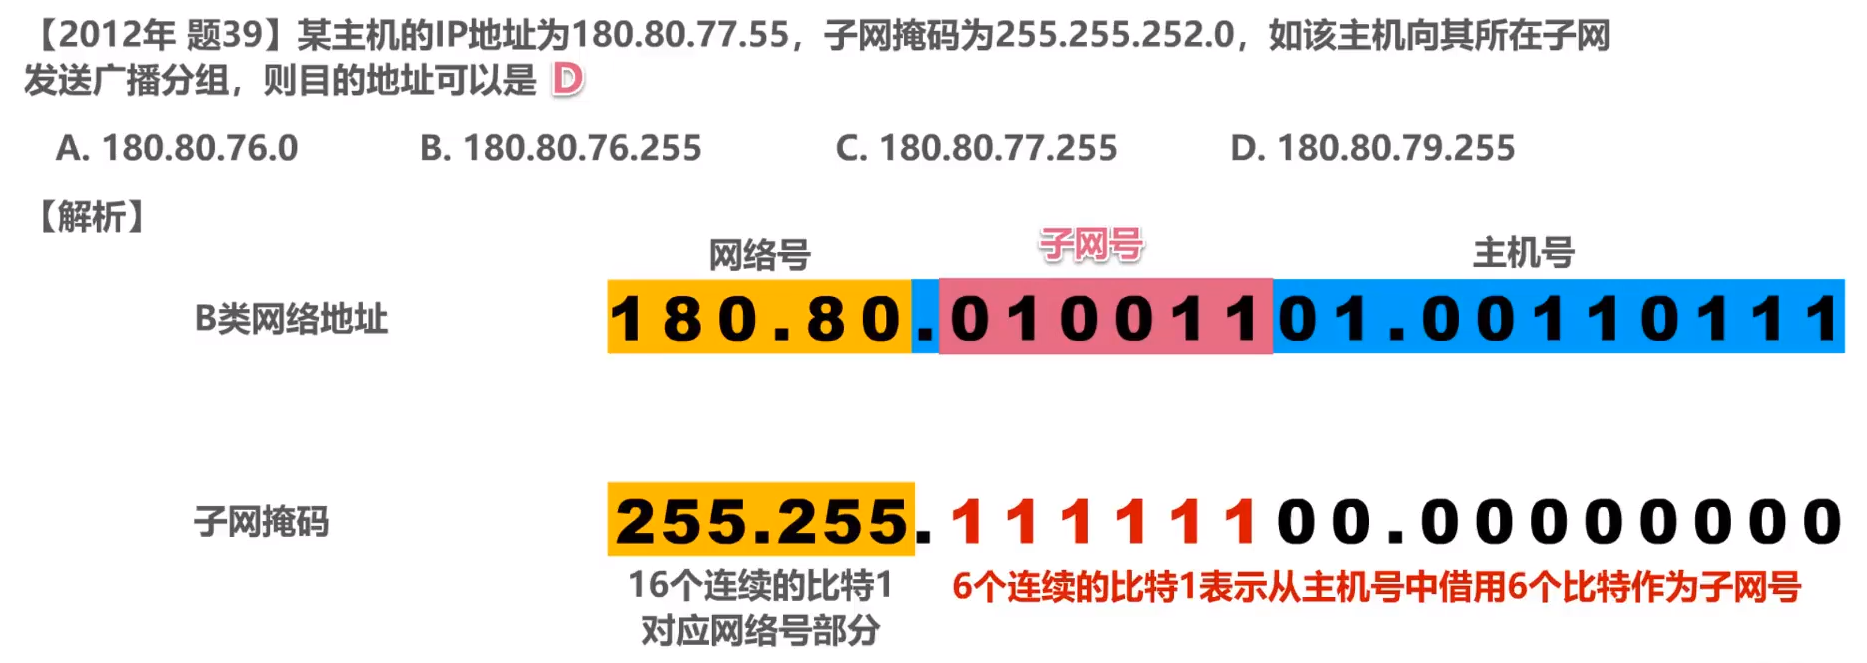 【2012年 题39】某主机的IP地址为180.80.77.55，子网掩码为255.255.252.0，如该主机向其所在子网
发送广播分组，则目的地址可以是 D
A. 180.80.76.0 B. 180.80.76.255 C. 180.80.77.255 D. 180.80.79.255
【解析】
网络号 子网号 主机号
B类网络地址 180.80.01001101.00110111
子网掩码 255.255.11111100.00000000
16个连续的比特1 6个连续的比特1表示从主机号中借用6个比特作为子网号
对应网络号部分